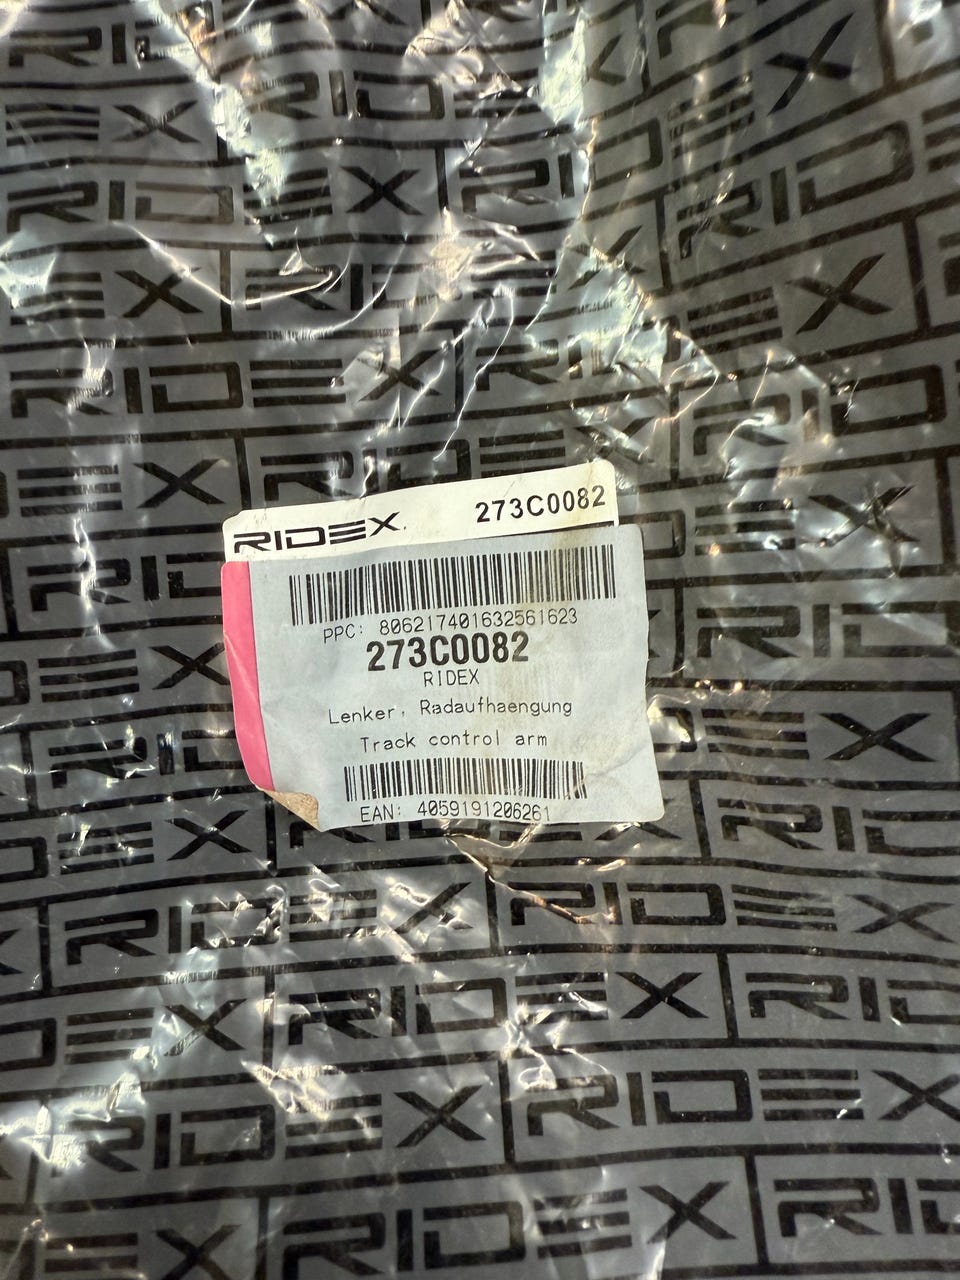 RIDEX 273C0082
PPC: 806217401632561623
273C0082
RIDEX
Lenker, Radaufhaengung
Track control arm
EAN: 4059191206261